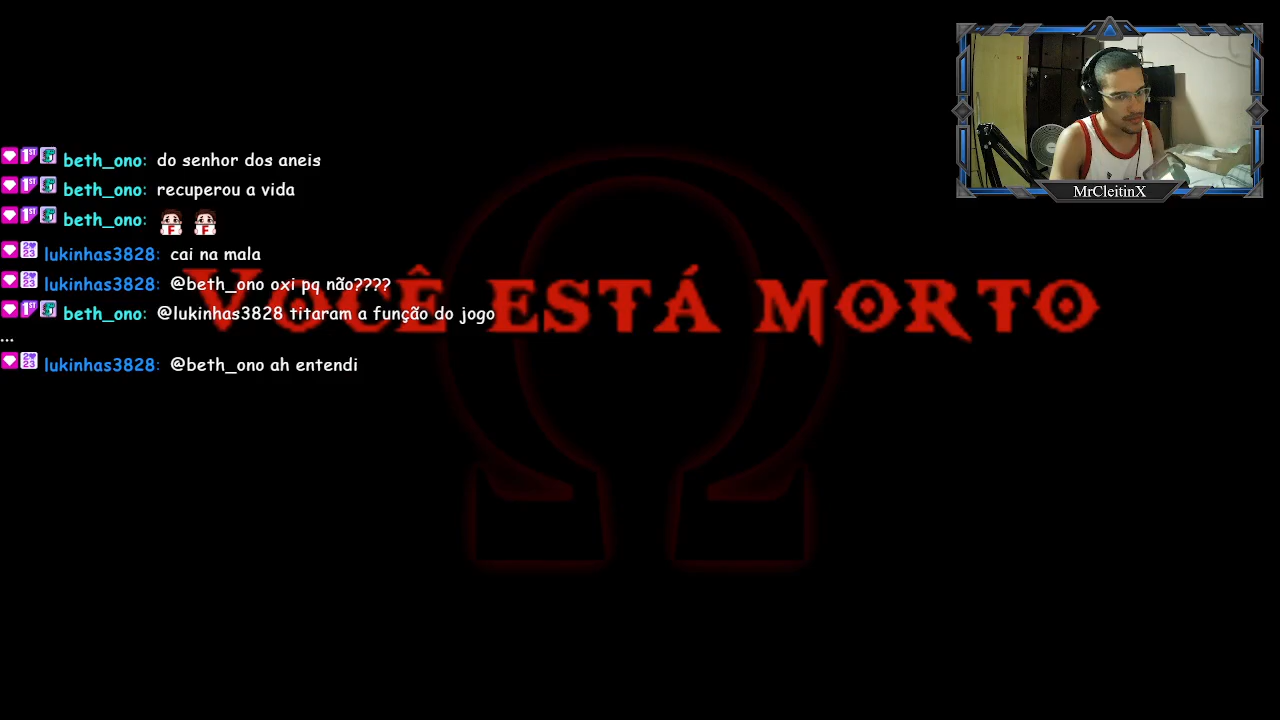 MrCleitinX
beth_ono: do senhor dos aneis
beth_ono: recuperou a vida
beth_ono: F F
lukinhas3828: cai na mala
lukinhas3828: @beth_ono oxi pq não????
beth_ono: @lukinhas3828 titaram a função do jogo
...
lukinhas3828: @beth_ono ah entendi
VOCÊ ESTÁ MORTO
Ω